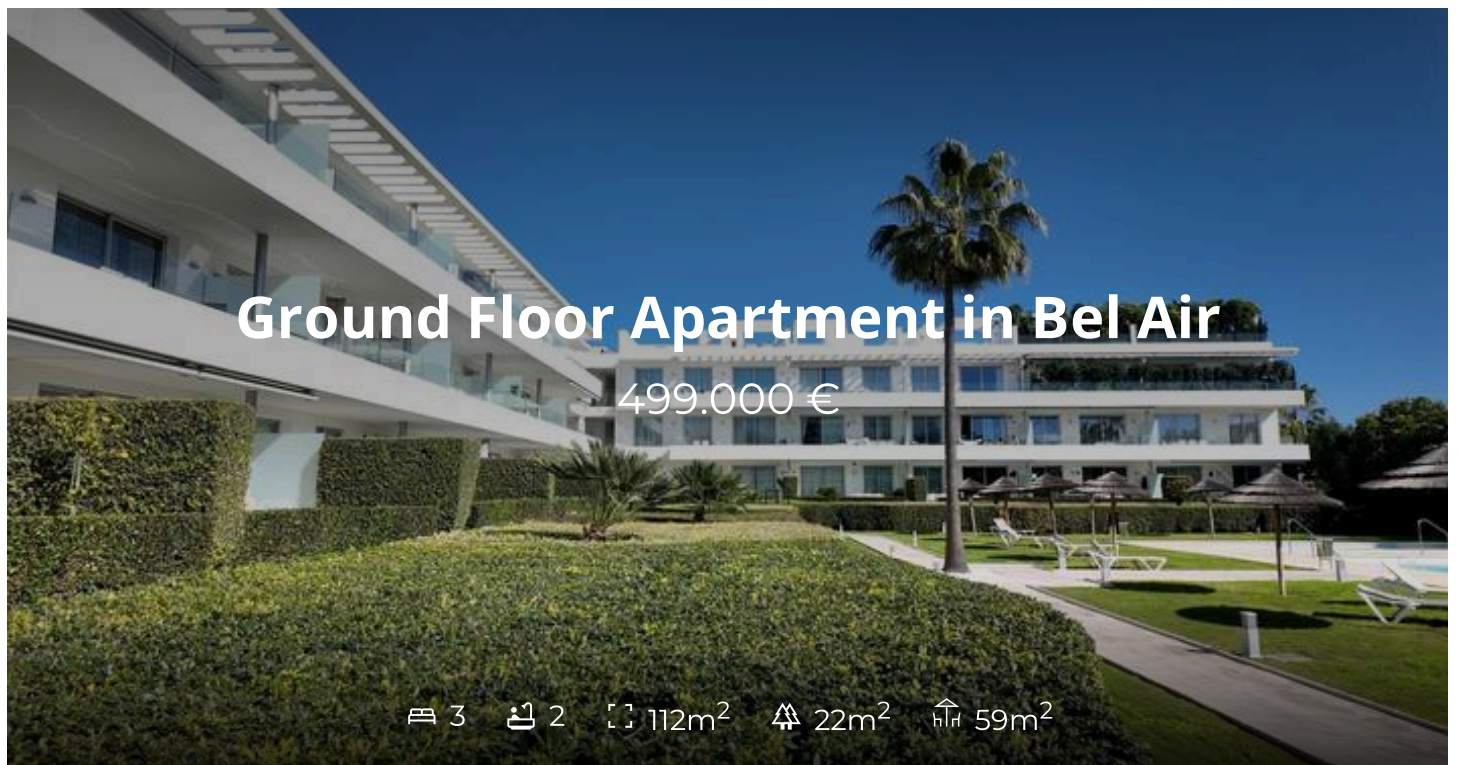 Ground Floor Apartment in Bel Air
499.000 €
3 2 112m² 22m² 59m²